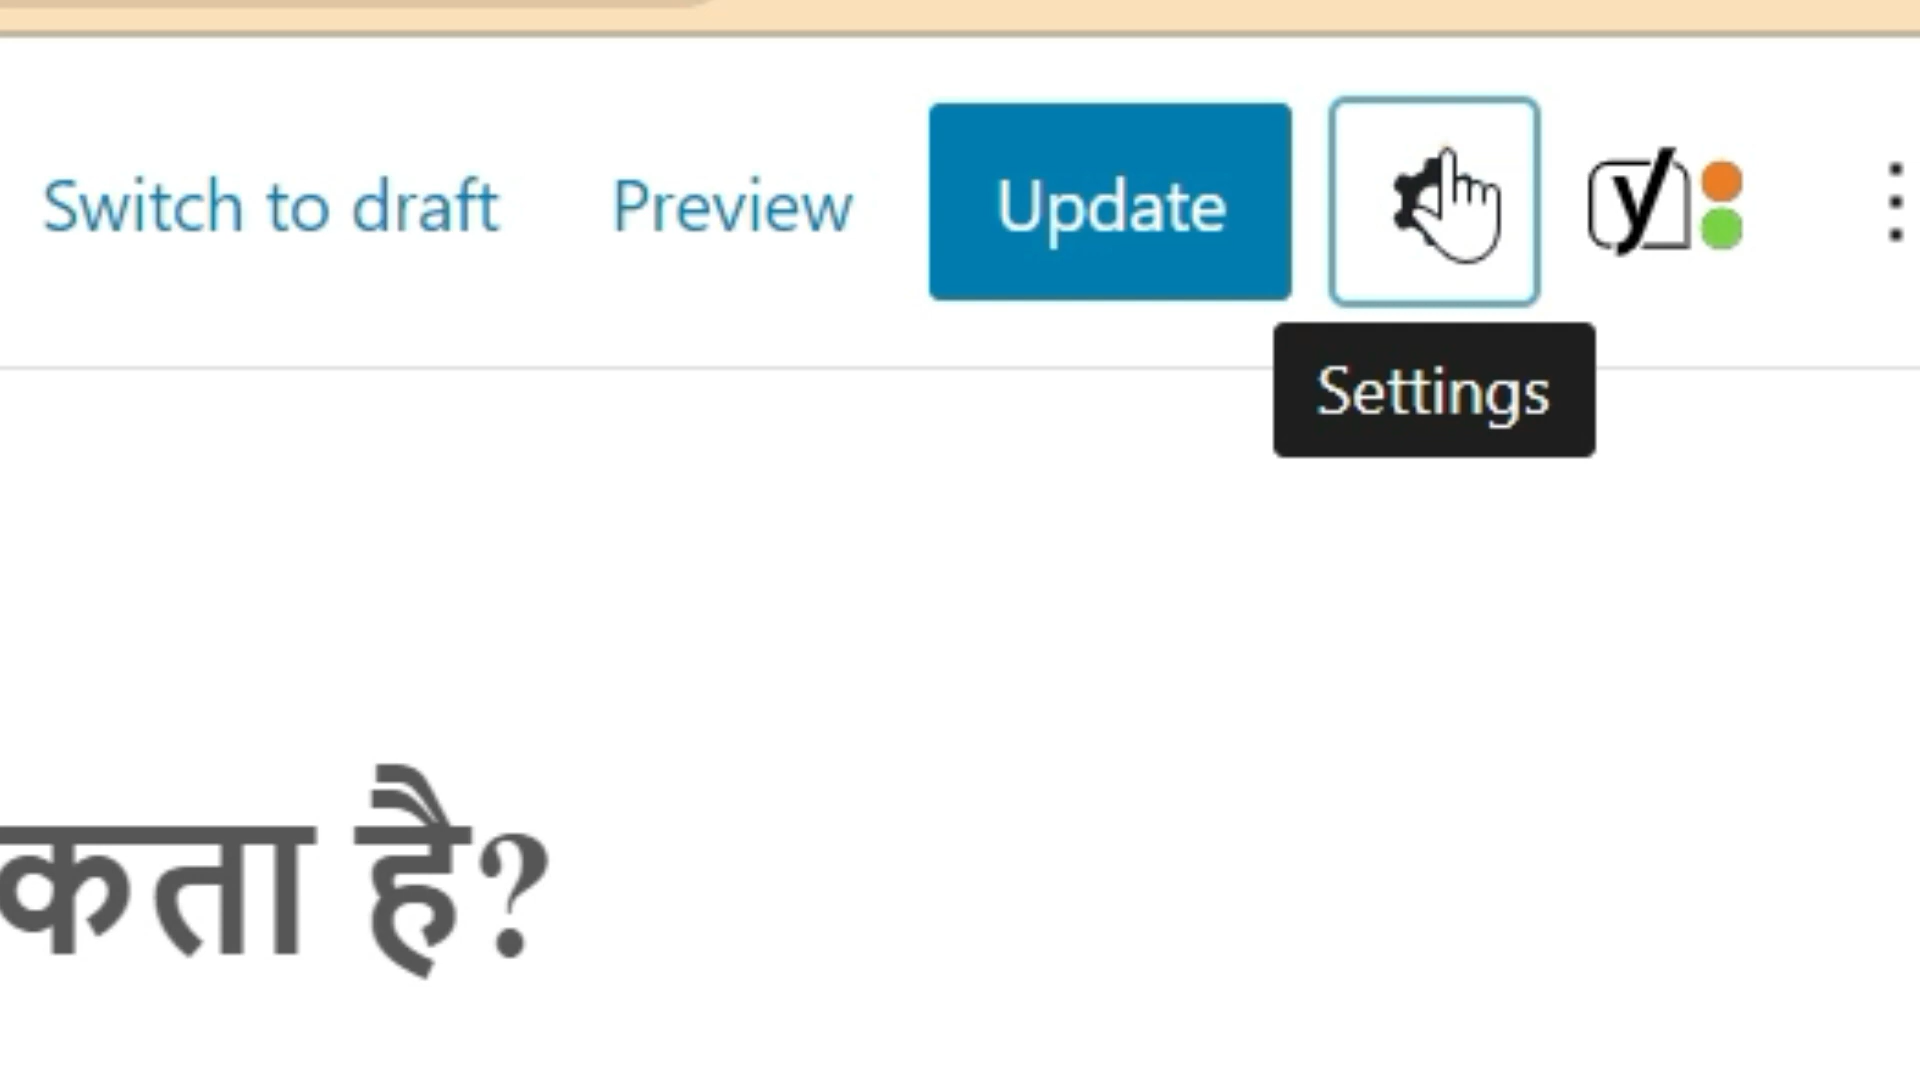 Switch to draft Preview Update
Settings
कता है?